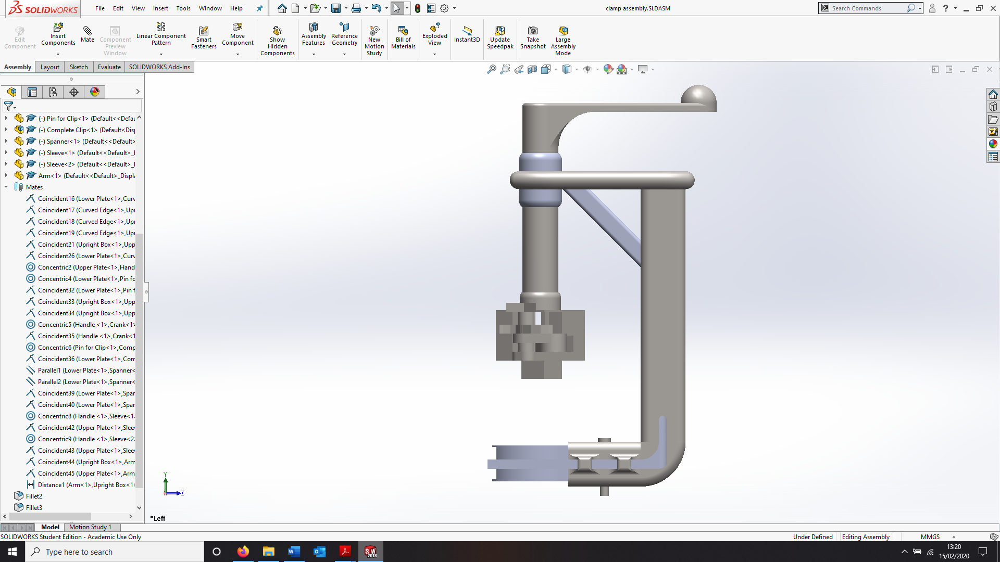 SOLIDWORKS
File Edit View Insert Tools Window Help
clamp assembly.SLDASM
Search Commands
Edit Component
Insert Components
Mate
Component Preview Window
Linear Component Pattern
Smart Fasteners
Move Component
Show Hidden Components
Assembly Features
Reference Geometry
New Motion Study
Bill of Materials
Exploded View
Instant3D
Update Speedpak
Take Snapshot
Large Assembly Mode
Assembly Layout Sketch Evaluate SOLIDWORKS Add-Ins
(-) Pin for Clip<1> (Default<<Defau
(-) Complete Clip<1> (Default<Disp
(-) Spanner<1> (Default<<Default>
(-) Sleeve<1> (Default<<Default>_I
(-) Sleeve<2> (Default<<Default>_I
Arm<1> (Default<<Default>_Displa
Mates
Coincident16 (Lower Plate<1>,Curv
Coincident17 (Curved Edge<1>,Upr
Coincident18 (Curved Edge<1>,Upr
Coincident19 (Curved Edge<1>,Upr
Coincident21 (Upright Box<1>,Upp
Coincident26 (Lower Plate<1>,Curv
Concentric2 (Upper Plate<1>,Hand
Concentric4 (Lower Plate<1>,Pin fo
Coincident32 (Lower Plate<1>,Pin f
Coincident33 (Upright Box<1>,Upp
Coincident34 (Upright Box<1>,Upp
Concentric5 (Handle <1>,Crank<1>
Coincident35 (Handle <1>,Crank<1
Concentric6 (Pin for Clip<1>,Comp
Coincident36 (Lower Plate<1>,Com
Parallel1 (Lower Plate<1>,Spanner<
Parallel2 (Lower Plate<1>,Spanner<
Coincident39 (Lower Plate<1>,Span
Coincident40 (Lower Plate<1>,Span
Concentric8 (Handle <1>,Sleeve<1>
Coincident42 (Upper Plate<1>,Slee
Concentric9 (Handle <1>,Sleeve<2>
Coincident43 (Upper Plate<1>,Slee
Coincident44 (Upright Box<1>,Arm
Coincident45 (Upper Plate<1>,Arm
Distance1 (Arm<1>,Upright Box<1>
Fillet2
Fillet3
Y
Z
*Left
Model Motion Study 1
SOLIDWORKS Student Edition - Academic Use Only
Under Defined Editing Assembly MMGS
Type here to search
SW 2018
13:20
15/02/2020